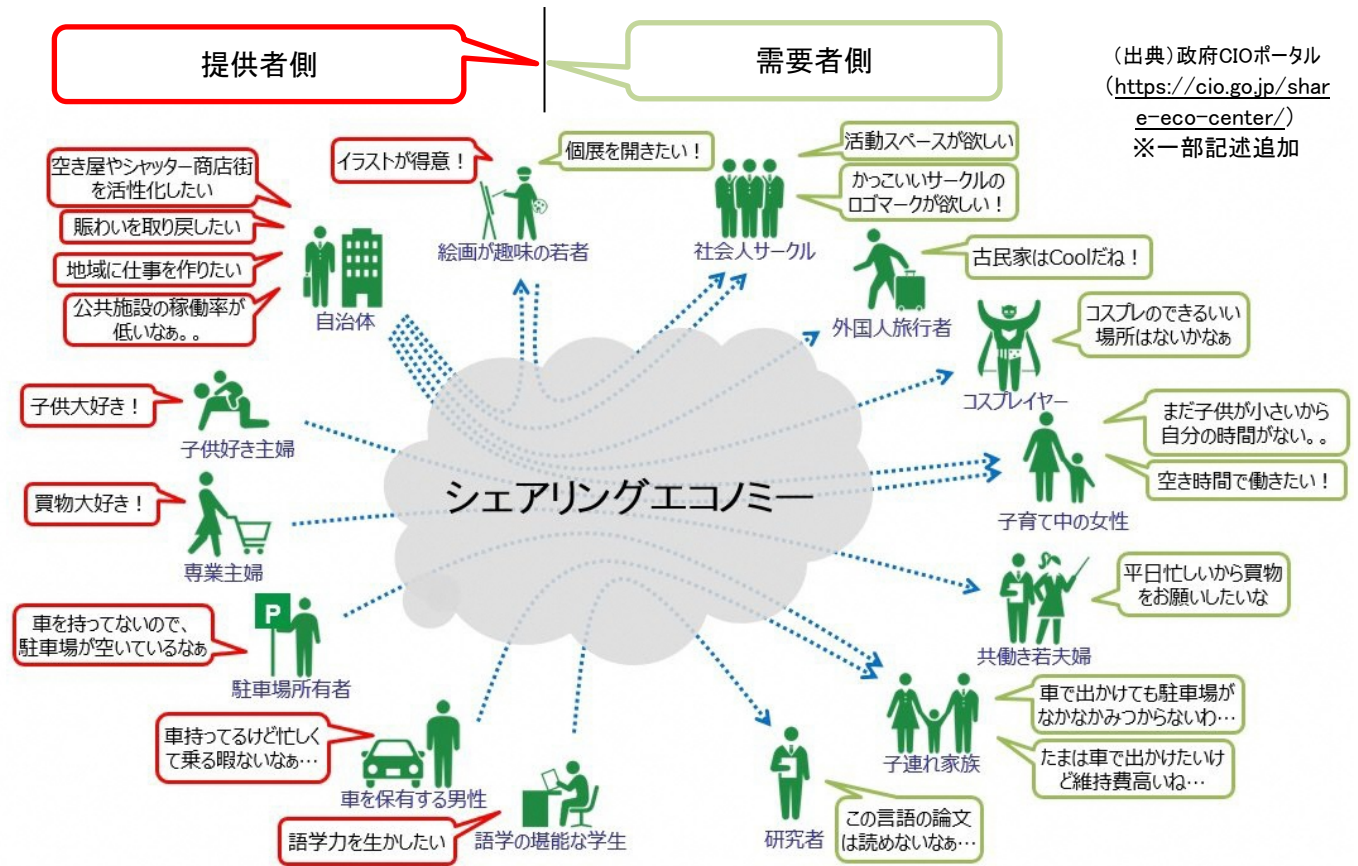 提供者側
需要者側
（出典）政府CIOポータル
（https://cio.go.jp/shar
e-eco-center/）
※一部記述追加
イラストが得意！
個展を開きたい！
絵画が趣味の若者
活動スペースが欲しい
かっこいいサークルの
ロゴマークが欲しい！
社会人サークル
空き屋やシャッター商店街
を活性化したい
賑わいを取り戻したい
地域に仕事を作りたい
公共施設の稼働率が
低いなぁ。。
自治体
古民家はCoolだね！
外国人旅行者
コスプレのできるいい
場所はないかなぁ
コスプレイヤー
子供大好き！
子供好き主婦
まだ子供が小さいから
自分の時間がない。。
空き時間で働きたい！
子育て中の女性
シェアリングエコノミー
買物大好き！
専業主婦
平日忙しいから買物
をお願いしたいな
共働き若夫婦
車を持ってないので、
駐車場が空いているなぁ
駐車場所有者
車で出かけても駐車場が
なかなかみつからないわ…
たまは車で出かけたいけ
ど維持費高いね…
子連れ家族
車持ってるけど忙しく
て乗る暇ないなぁ…
車を保有する男性
語学力を生かしたい
語学の堪能な学生
研究者
この言語の論文
は読めないなぁ…